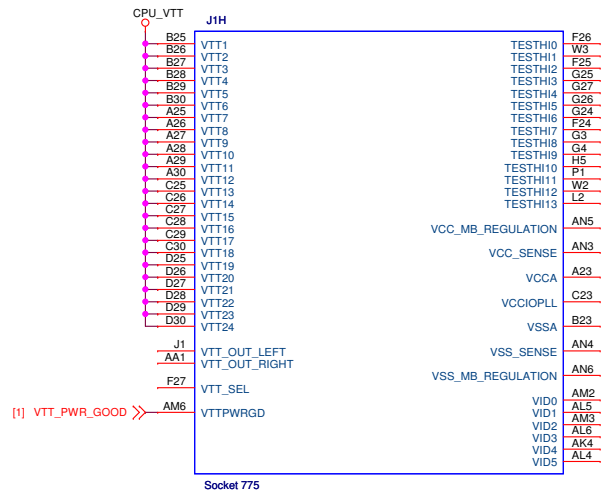 CPU_VTT
J1H
B25 VTT1 TESTHI0 F26
B26 VTT2 TESTHI1 W3
B27 VTT3 TESTHI2 F25
B28 VTT4 TESTHI3 G25
B29 VTT5 TESTHI4 G27
B30 VTT6 TESTHI5 G26
A25 VTT7 TESTHI6 G24
A26 VTT8 TESTHI7 F24
A27 VTT9 TESTHI8 G3
A28 VTT10 TESTHI9 G4
A29 VTT11 TESTHI10 H5
A30 VTT12 TESTHI11 P1
C25 VTT13 TESTHI12 W2
C26 VTT14 TESTHI13 L2
C27 VTT15
C28 VTT16 VCC_MB_REGULATION AN5
C29 VTT17
C30 VTT18 VCC_SENSE AN3
D25 VTT19
D26 VTT20 VCCA A23
D27 VTT21
D28 VTT22 VCCIOPLL C23
D29 VTT23
D30 VTT24 VSSA B23
J1 VTT_OUT_LEFT VSS_SENSE AN4
AA1 VTT_OUT_RIGHT
VSS_MB_REGULATION AN6
F27 VTT_SEL
VID0 AM2
[1] VTT_PWR_GOOD AM6 VTTPWRGD VID1 AL5
VID2 AM3
VID3 AL6
VID4 AK4
VID5 AL4
Socket 775